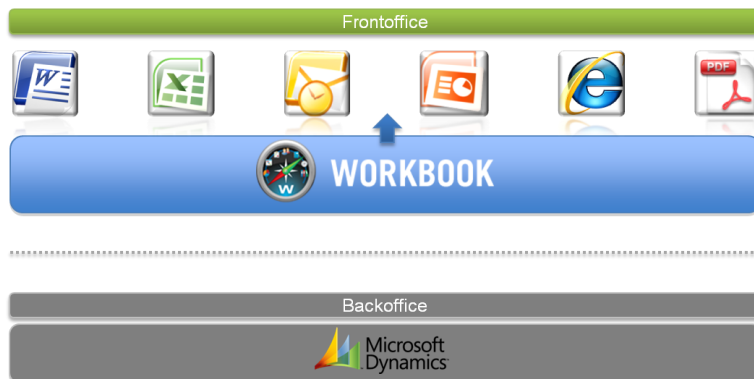 Frontoffice
W
X
e
PDF
W
WORKBOOK
Backoffice
Microsoft
Dynamics